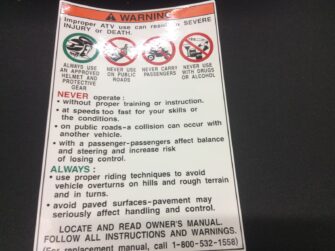 WARNING
Improper ATV use can result in SEVERE
INJURY or DEATH.
ALWAYS USE
AN APPROVED
HELMET AND
PROTECTIVE
GEAR
NEVER USE
ON PUBLIC
ROADS
NEVER CARRY
PASSENGERS
NEVER USE
WITH DRUGS
OR ALCOHOL
NEVER operate :
• without proper training or instruction.
• at speeds too fast for your skills or
the conditions.
• on public roads-a collision can occur with
another vehicle.
• with a passenger-passengers affect balance
and steering and increase risk
of losing control.
ALWAYS :
• use proper riding techniques to avoid
vehicle overturns on hills and rough terrain
and in turns.
• avoid paved surfaces-pavement may
seriously affect handling and control.
LOCATE AND READ OWNER'S MANUAL.
FOLLOW ALL INSTRUCTIONS AND WARNINGS.
(For replacement manual, call 1-800-532-1558)